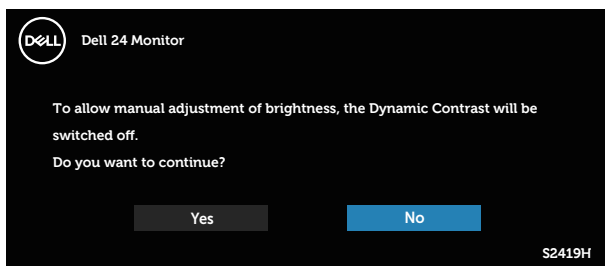 DELL
Dell 24 Monitor
To allow manual adjustment of brightness, the Dynamic Contrast will be
switched off.
Do you want to continue?
Yes
No
S2419H